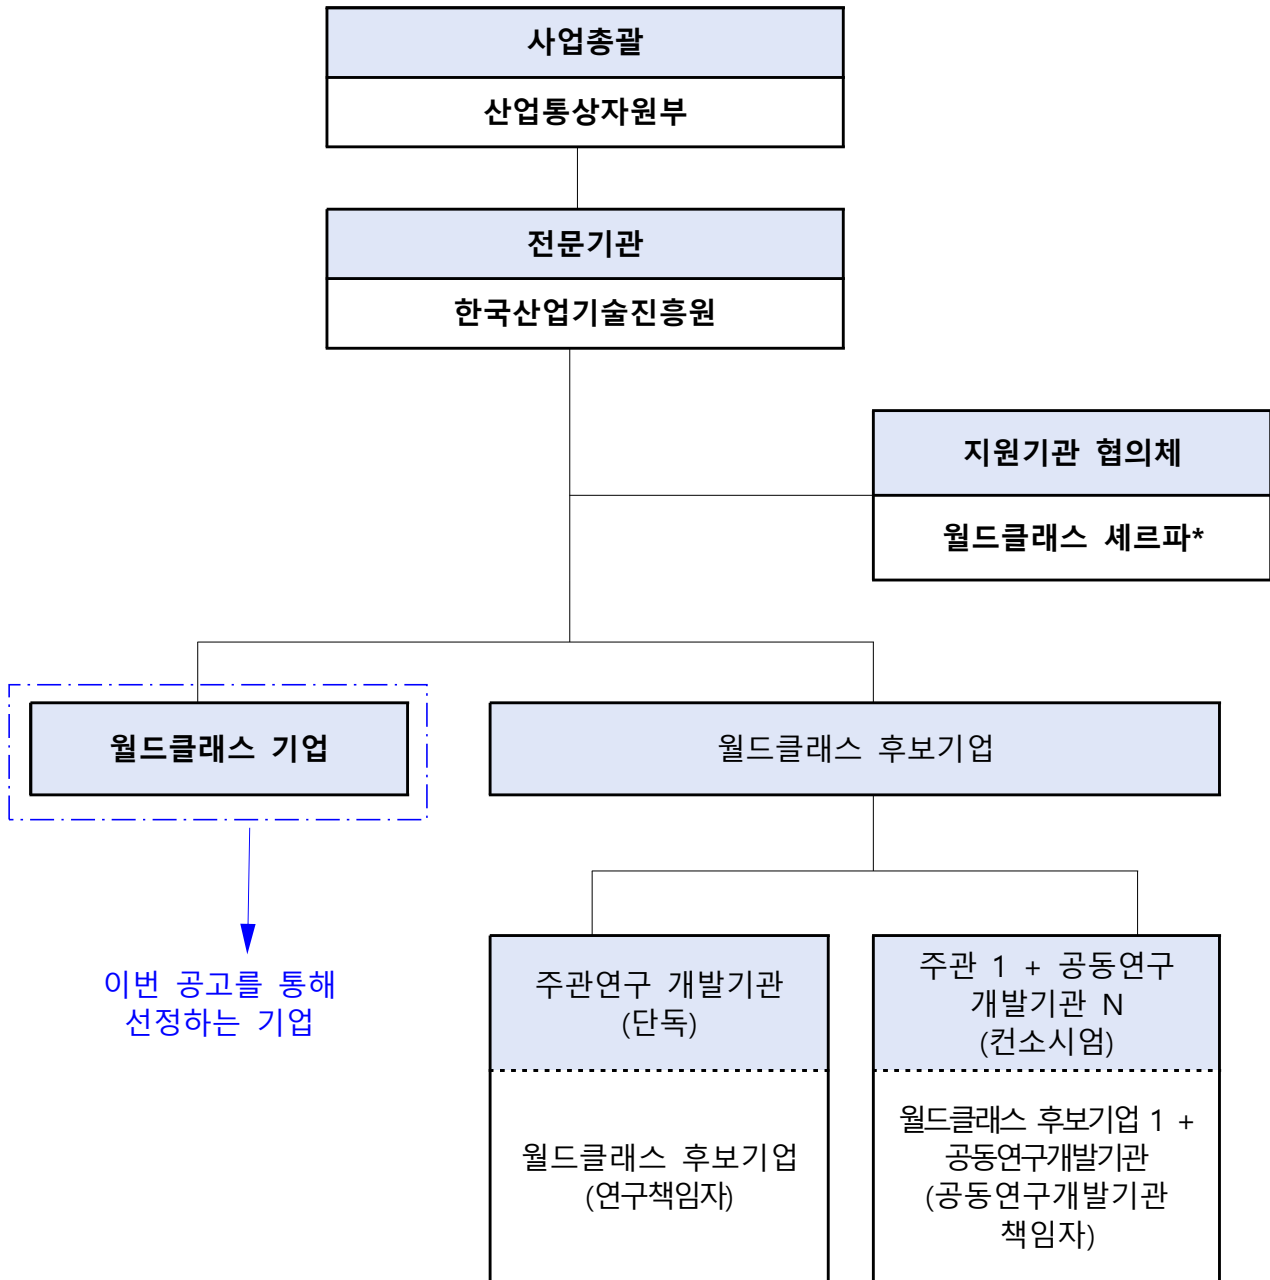 사업총괄
산업통상자원부
전문기관
한국산업기술진흥원
지원기관 협의체
월드클래스 셰르파*
월드클래스 기업
월드클래스 후보기업
이번 공고를 통해
선정하는 기업
주관연구 개발기관
(단독)
주관 1 + 공동연구
개발기관 N
(컨소시엄)
월드클래스 후보기업
(연구책임자)
월드클래스 후보기업 1 +
공동연구개발기관
(공동연구개발기관
책임자)